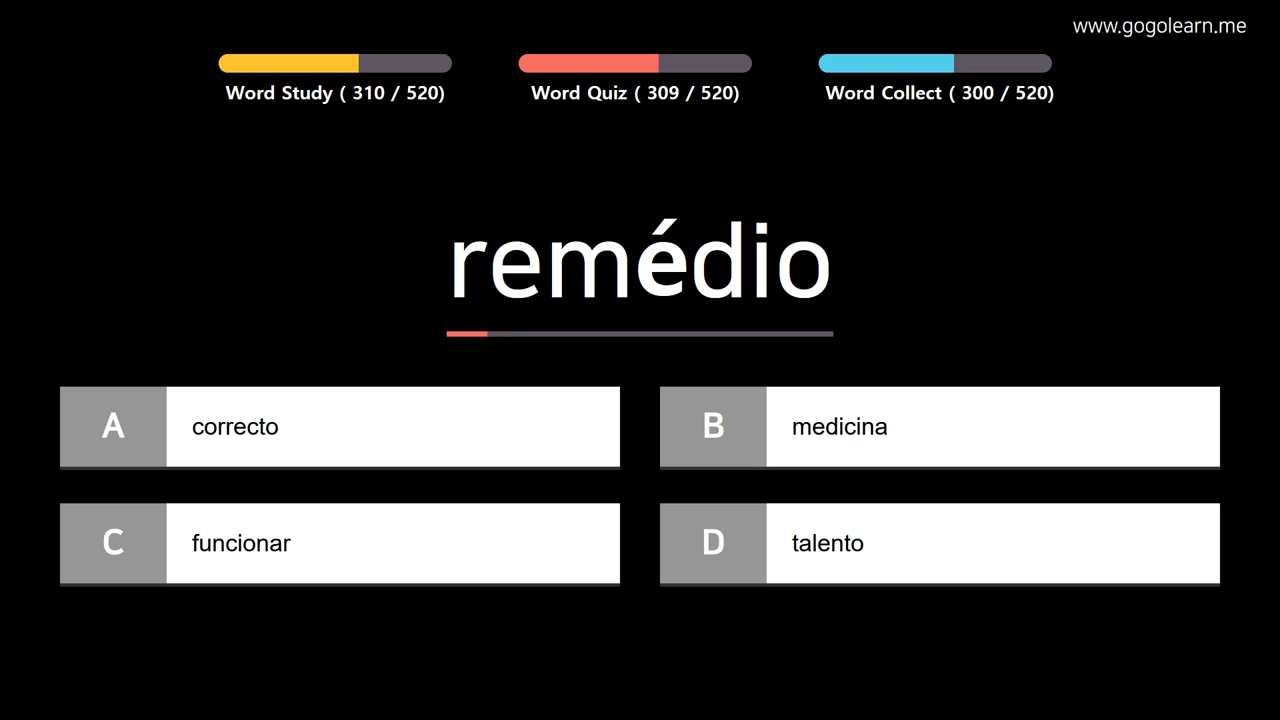 www.gogolearn.me
Word Study ( 310 / 520)
Word Quiz ( 309 / 520)
Word Collect ( 300 / 520)
remédio
A correcto
B medicina
C funcionar
D talento